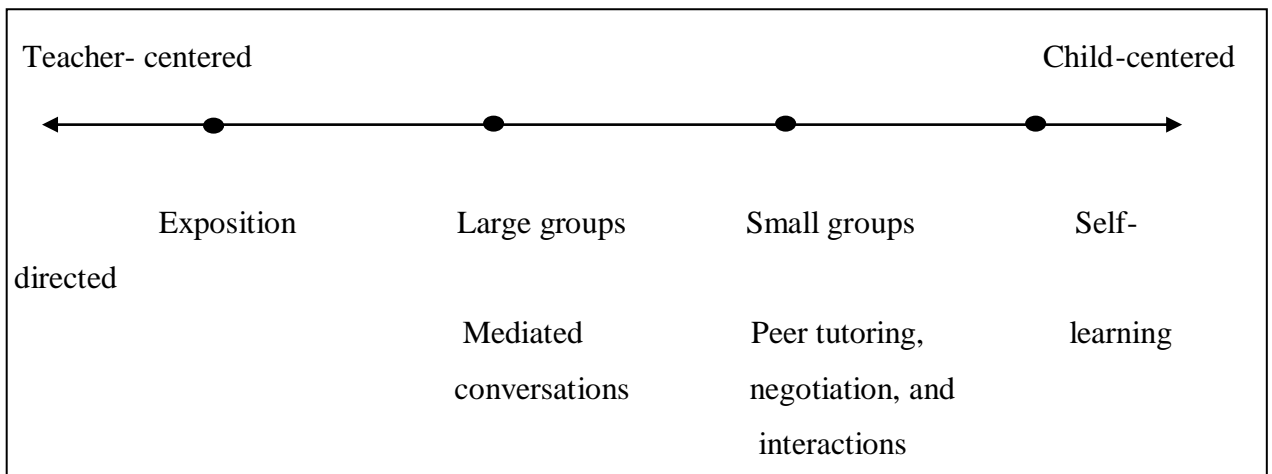 Teacher- centered Child-centered
Exposition Large groups Small groups Self-
directed
Mediated Peer tutoring, learning
conversations negotiation, and
interactions